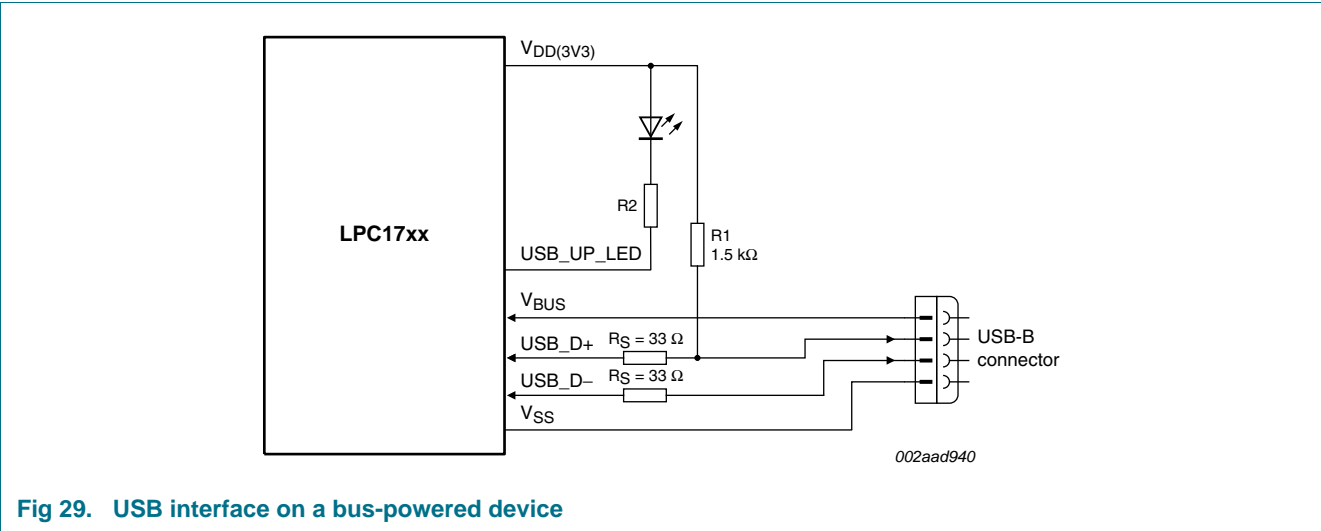 VDD(3V3)
R2
LPC17xx
R1
1.5 kΩ
USB_UP_LED
VBUS
USB_D+
RS = 33 Ω
USB-B
connector
USB_D−
RS = 33 Ω
VSS
002aad940
Fig 29. USB interface on a bus-powered device